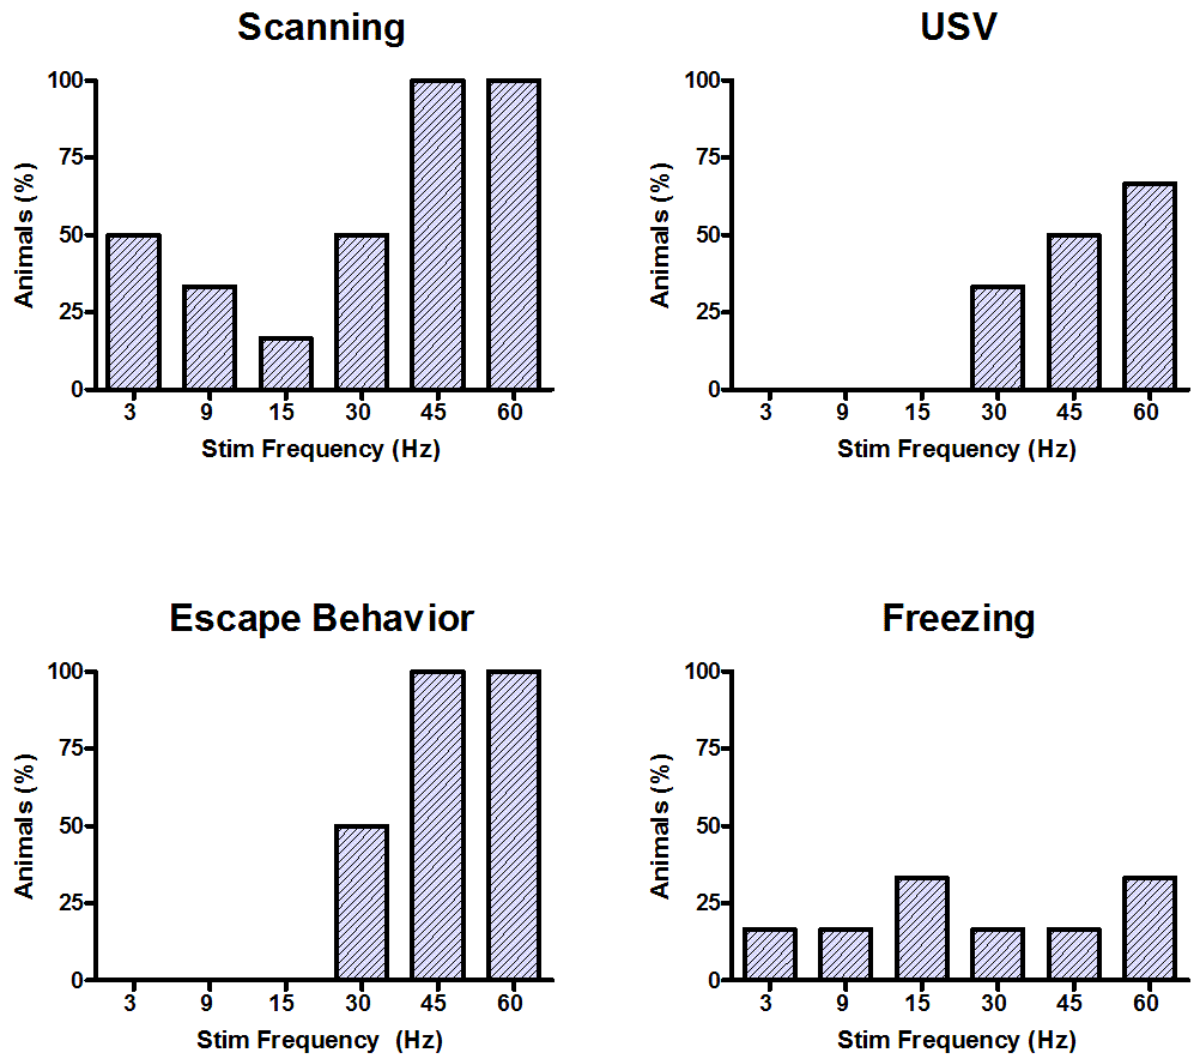 Scanning
100
75
50
25
0
Animals (%)
3 9 15 30 45 60
Stim Frequency (Hz)
USV
100
75
50
25
0
Animals (%)
3 9 15 30 45 60
Stim Frequency (Hz)
Escape Behavior
100
75
50
25
0
Animals (%)
3 9 15 30 45 60
Stim Frequency (Hz)
Freezing
100
75
50
25
0
Animals (%)
3 9 15 30 45 60
Stim Frequency (Hz)